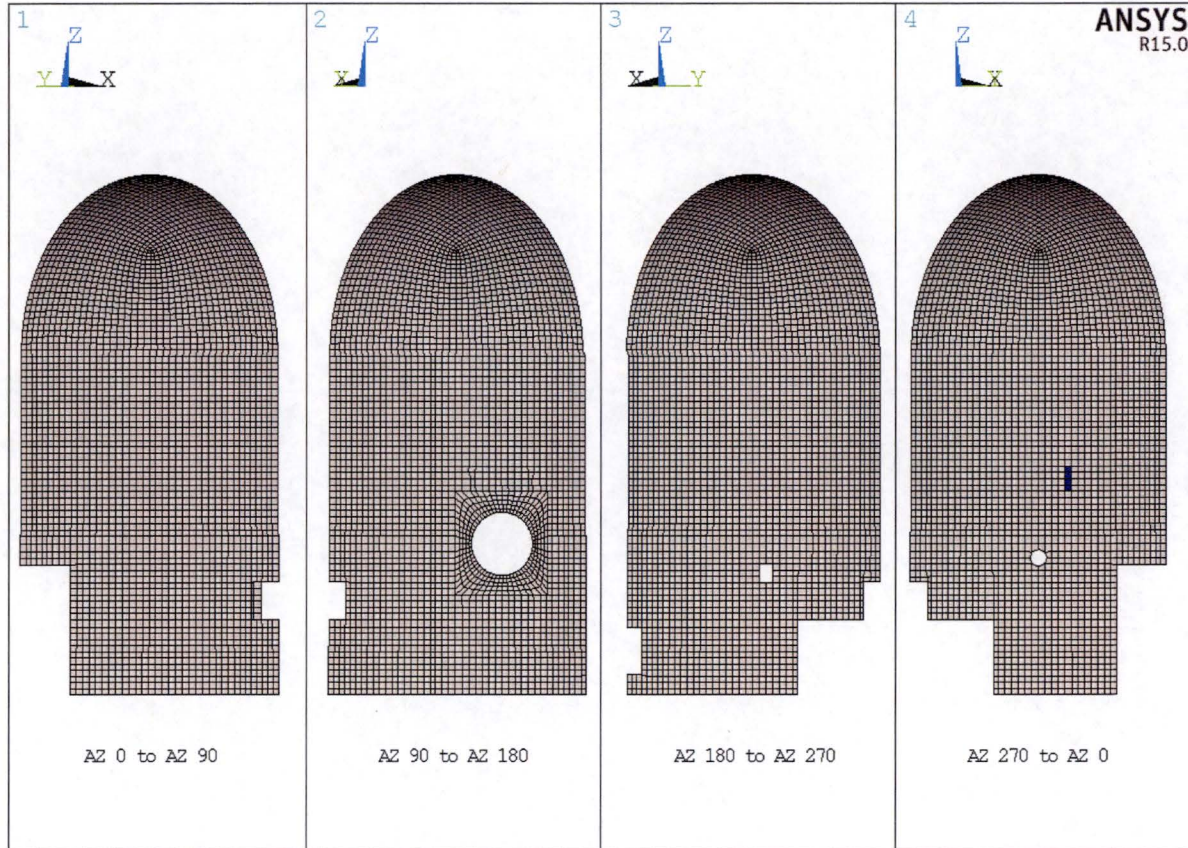 1
2
3
4
ANSYS
R15.0
Z
Y
X
Z
X
Z
X
Y
Z
X
AZ 0 to AZ 90
AZ 90 to AZ 180
AZ 180 to AZ 270
AZ 270 to AZ 0